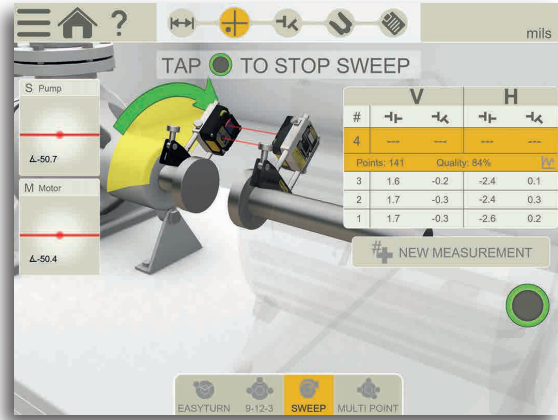 ?
mils
TAP TO STOP SWEEP
S Pump
∡-50.7
M Motor
∡-50.4
V H
#
4 --- --- --- ---
Points: 141 Quality: 84%
3 1.6 -0.2 -2.4 0.1
2 1.7 -0.3 -2.4 0.3
1 1.7 -0.3 -2.6 0.2
# NEW MEASUREMENT
EASYTURN 9-12-3 SWEEP MULTI POINT